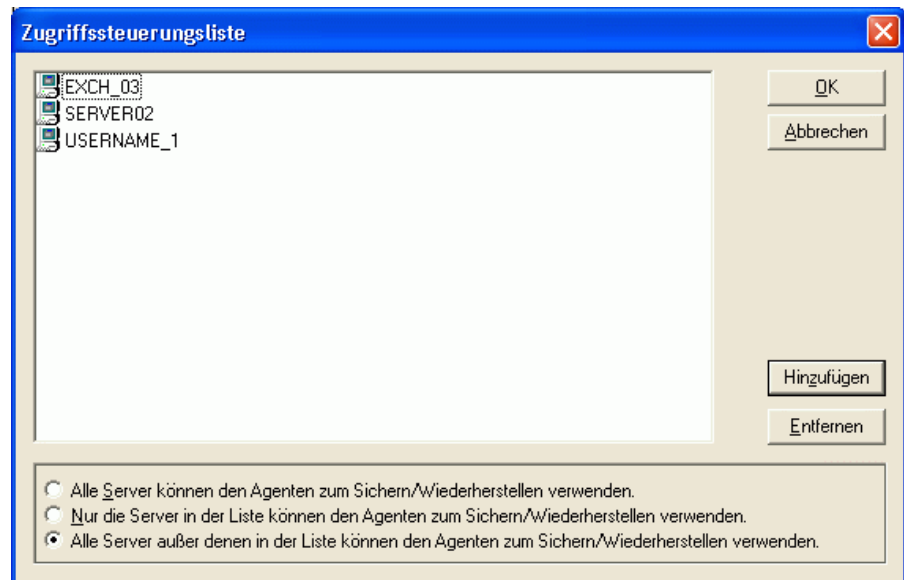 Zugriffssteuerungsliste
EXCH_03
SERVER02
USERNAME_1
OK
Abbrechen
Hinzufügen
Entfernen
Alle Server können den Agenten zum Sichern/Wiederherstellen verwenden.
Nur die Server in der Liste können den Agenten zum Sichern/Wiederherstellen verwenden.
Alle Server außer denen in der Liste können den Agenten zum Sichern/Wiederherstellen verwenden.